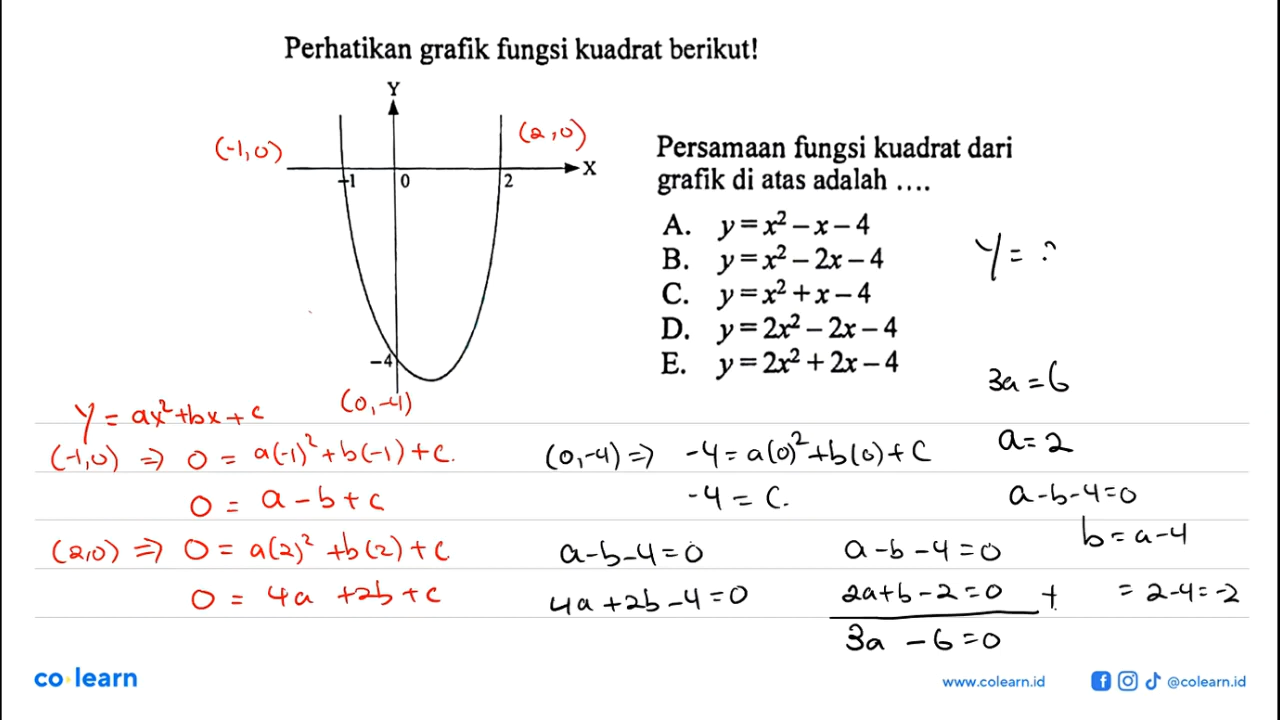 Perhatikan grafik fungsi kuadrat berikut!
Y
(-1,0)
(2,0)
X
-1
0
2
-4
(0,-4)
Persamaan fungsi kuadrat dari
grafik di atas adalah ....
A. y = x² – x – 4
B. y = x² – 2x – 4
C. y = x² + x – 4
D. y = 2x² – 2x – 4
E. y = 2x² + 2x – 4
y = ?
y = ax²+bx+c
(-1,0) => 0 = a(-1)²+b(-1)+c.
0 = a-b+c
(2,0) => 0 = a(2)²+b(2)+c
0 = 4a+2b+c
(0,-4) => -4 = a(0)²+b(0)+c
-4 = c.
a-b-4=0
4a+2b-4=0
a-b-4=0
2a+b-2=0 +
3a -6=0
3a=6
a=2
a-b-4=0
b=a-4
=2-4=-2
co learn
www.colearn.id
@colearn.id